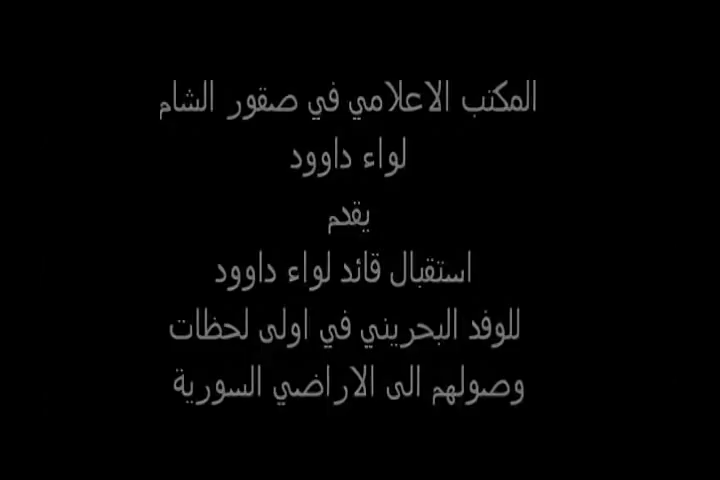 المكتب الاعلامي في صقور الشام
لواء داوود
يقدم
استقبال قائد لواء داوود
للوفد البحريني في اولى لحظات
وصولهم الى الاراضي السورية